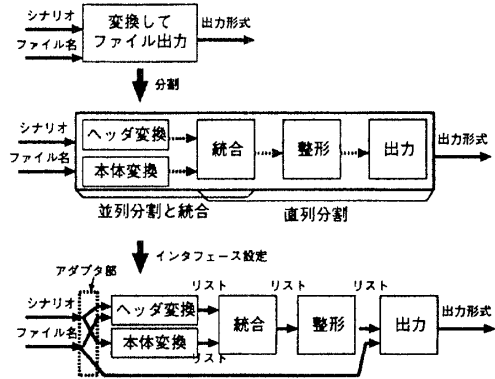 シナリオ
ファイル名
変換して
ファイル出力
出力形式
分割
シナリオ
ファイル名
ヘッダ変換
本体変換
統合
整形
出力
出力形式
並列分割と統合
直列分割
インタフェース設定
アダプタ部
シナリオ
ファイル名
ヘッダ変換
本体変換
リスト
リスト
統合
リスト
整形
リスト
出力
出力形式